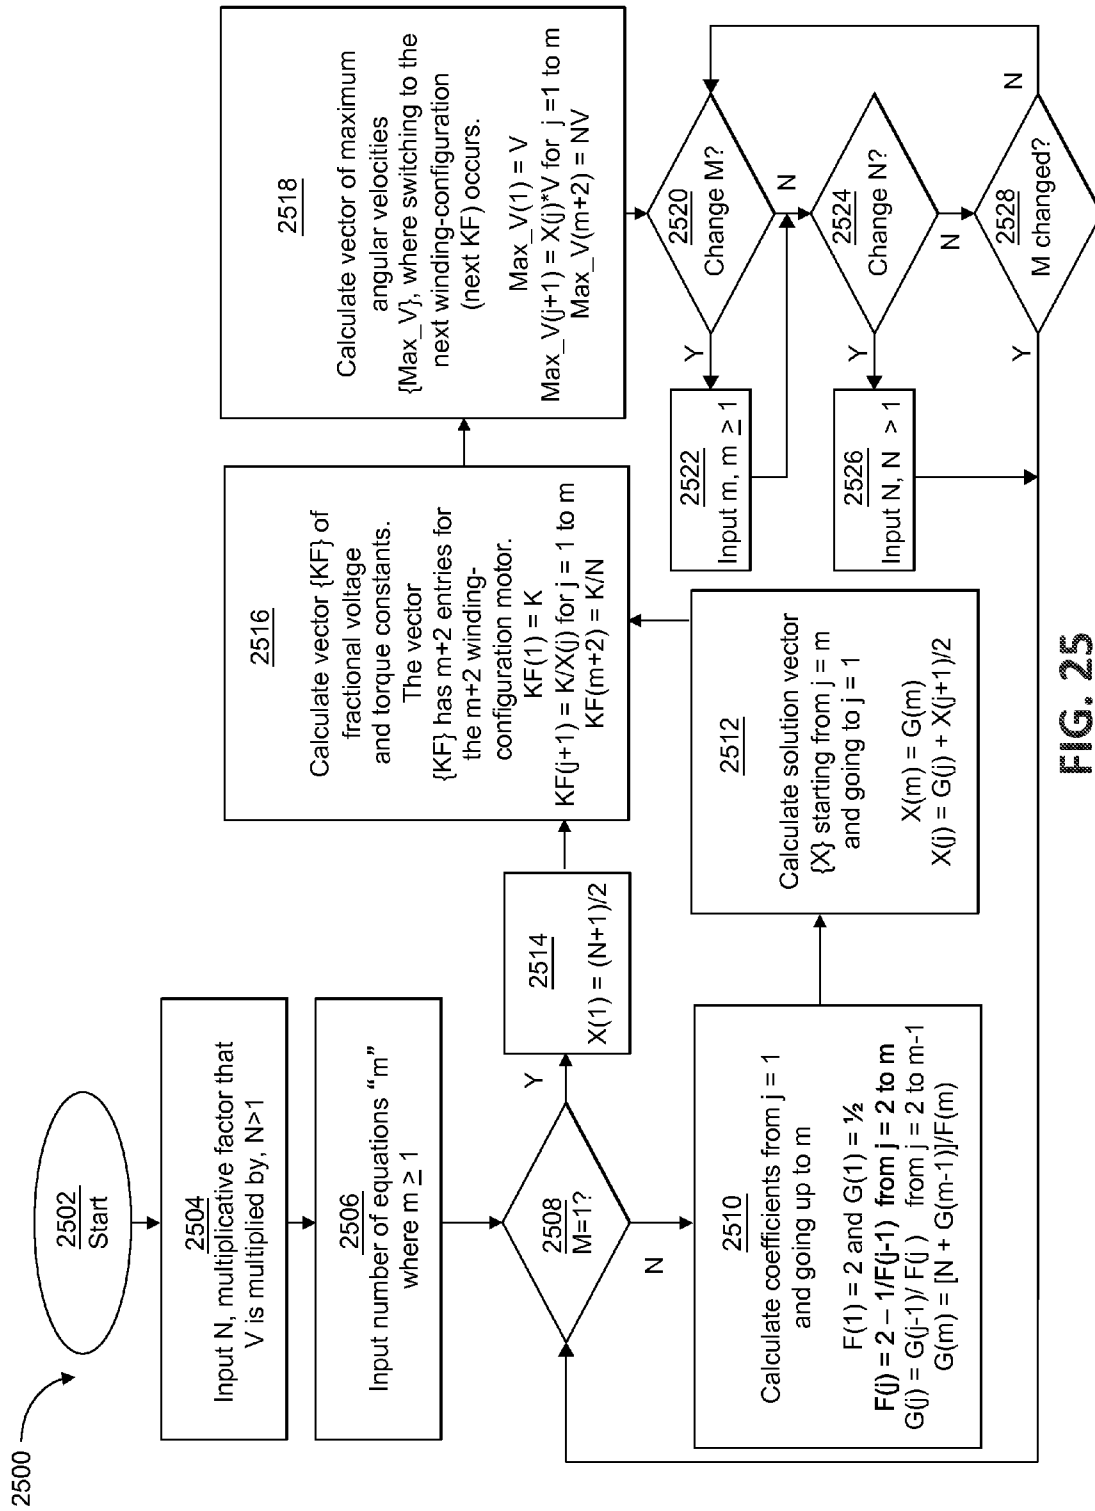 2500
2502
Start
2504
Input N, multiplicative factor that
V is multiplied by, N>1
2506
Input number of equations “m”
where m ≥ 1
2508
M=1?
Y
N
2510
Calculate coefficients from j = 1
and going up to m
F(1) = 2 and G(1) = ½
F(j) = 2 – 1/F(j-1) from j = 2 to m
G(j) = G(j-1)/ F(j ) from j = 2 to m-1
G(m) = [N + G(m-1)]/F(m)
2514
X(1) = (N+1)/2
2512
Calculate solution vector
{X} starting from j = m
and going to j = 1
X(m) = G(m)
X(j) = G(j) + X(j+1)/2
2516
Calculate vector {KF} of
fractional voltage
and torque constants.
The vector
{KF} has m+2 entries for
the m+2 winding-
configuration motor.
KF(1) = K
KF(j+1) = K/X(j) for j = 1 to m
KF(m+2) = K/N
2518
Calculate vector of maximum
angular velocities
{Max_V}, where switching to the
next winding-configuration
(next KF) occurs.
Max_V(1) = V
Max_V(j+1) = X(j)*V for j =1 to m
Max_V(m+2) = NV
2520
Change M?
Y
N
2522
Input m, m ≥ 1
2524
Change N?
Y
N
2526
Input N, N > 1
2528
M changed?
Y
N
FIG. 25